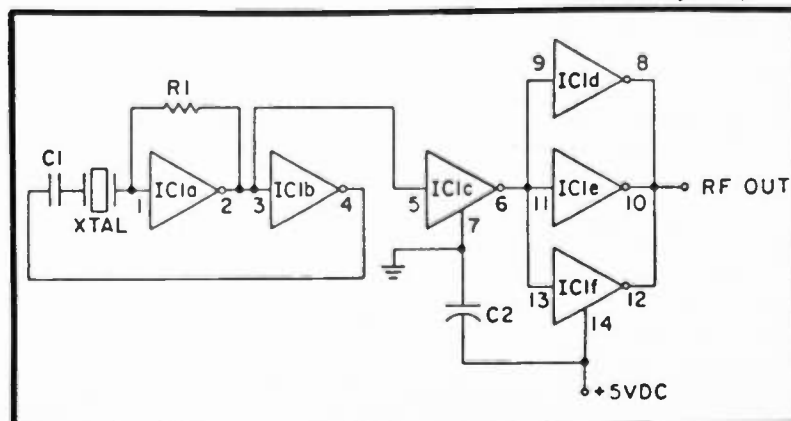 9
8
IC1d
R1
C1
IC1a
IC1b
IC1c
IC1e
RF OUT
1
2
3
4
5
6
11
10
XTAL
7
IC1f
13
12
C2
14
+5VDC